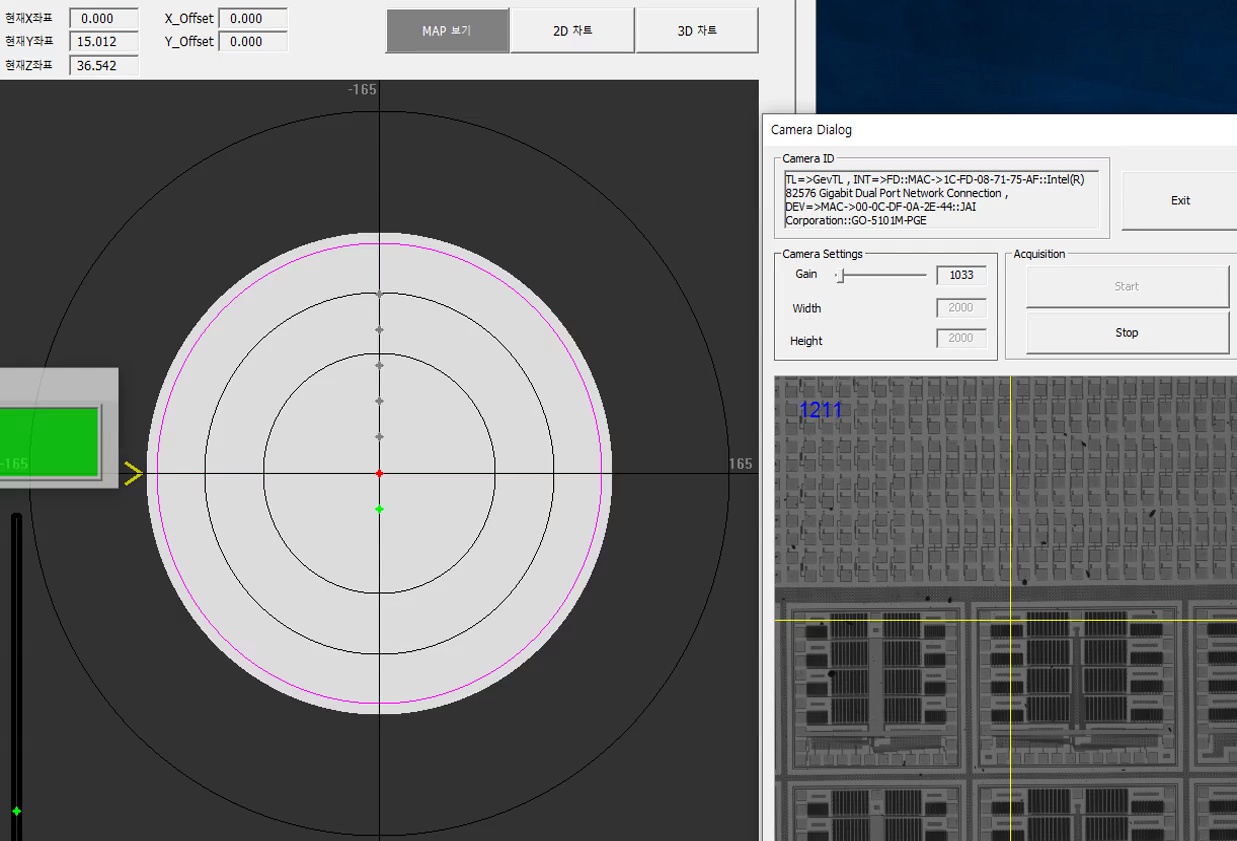 현재X좌표 0.000 X_Offset 0.000
현재Y좌표 15.012 Y_Offset 0.000
현재Z좌표 36.542
MAP 보기 2D 차트 3D 차트
-165
-165
165
Camera Dialog
Camera ID
TL=>GevTL , INT=>FD::MAC->1C-FD-08-71-75-AF::Intel(R)
82576 Gigabit Dual Port Network Connection ,
DEV=>MAC->00-0C-DF-0A-2E-44::JAI
Corporation::GO-5101M-PGE
Exit
Camera Settings
Gain 1033
Width 2000
Height 2000
Acquisition
Start
Stop
1211